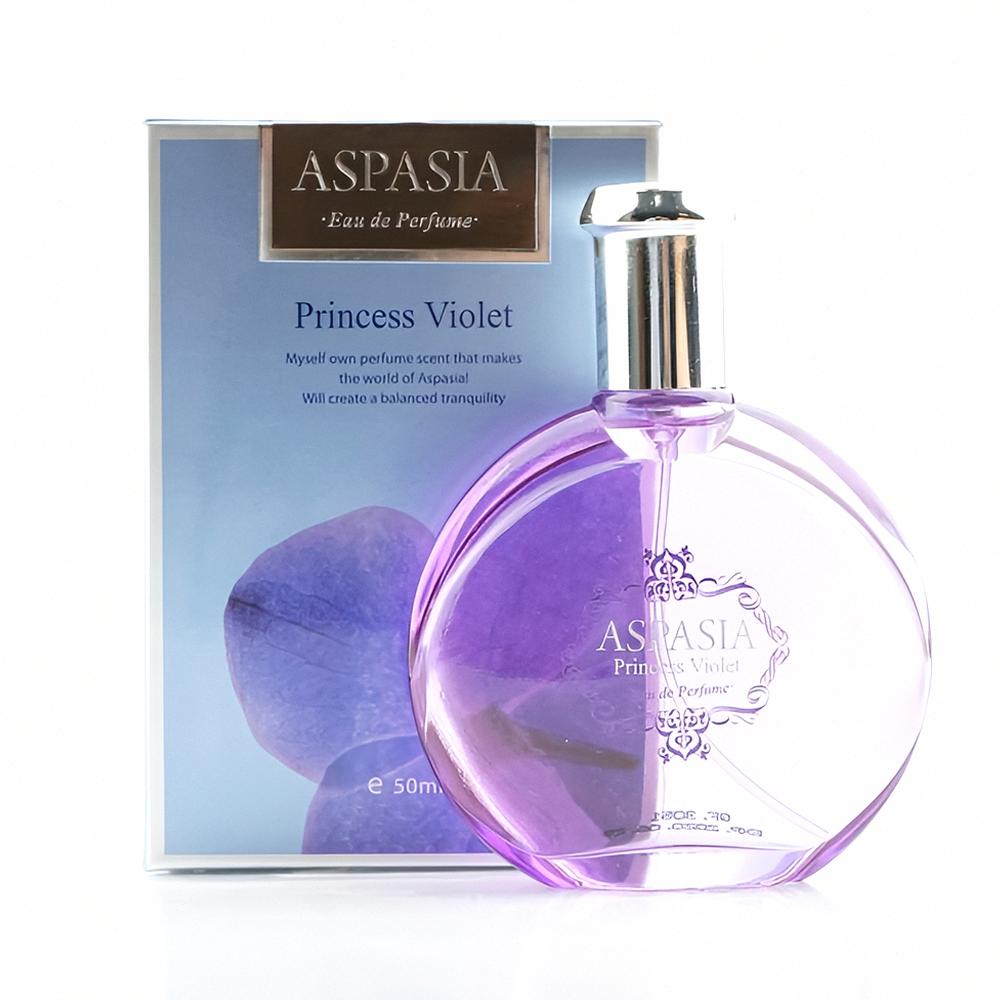 ASPASIA
·Eau de Perfume·
Princess Violet
Myself own perfume scent that makes
the world of Aspasia!
Will create a balanced tranquility
e 50m
ASPASIA
Princess Violet
de Perfume·